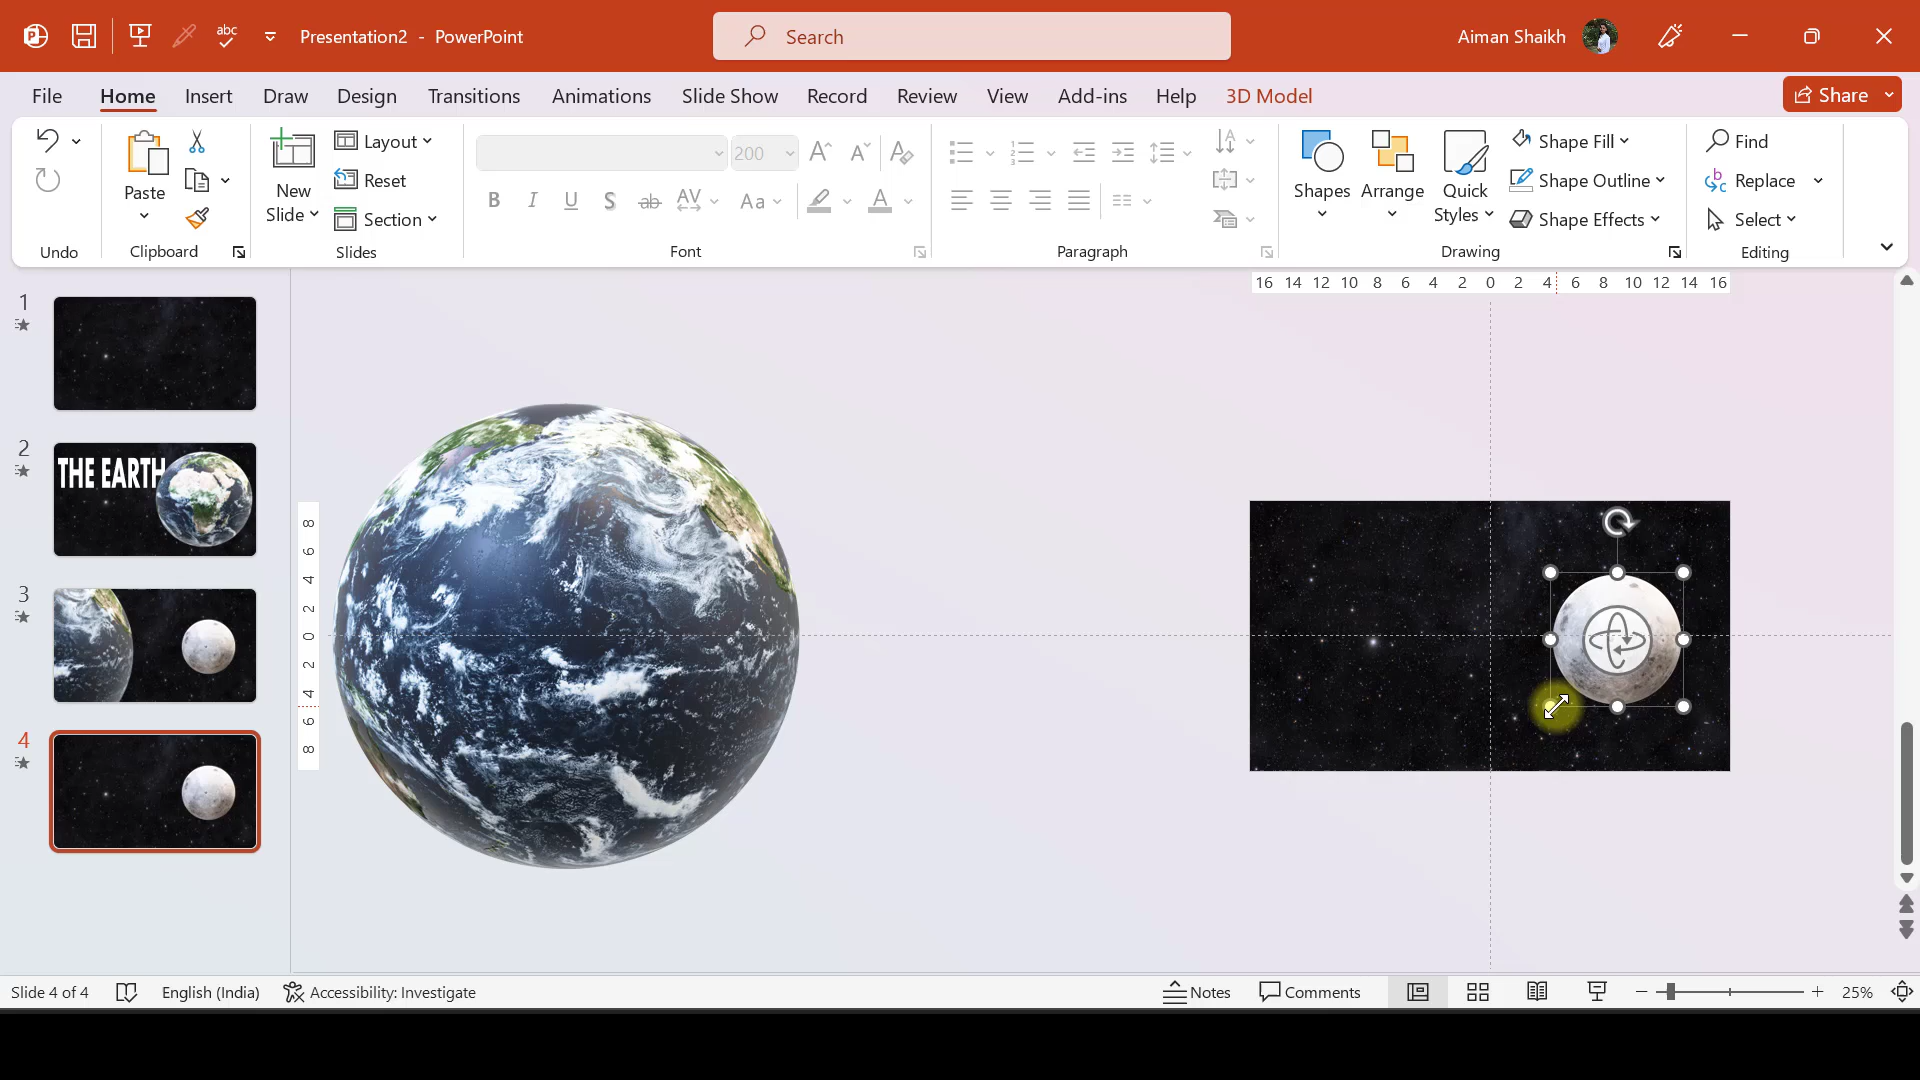 abc
Presentation2 - PowerPoint
Search
Aiman Shaikh
File Home Insert Draw Design Transitions Animations Slide Show Record Review View Add-ins Help 3D Model
Share
Paste
New Slide
Layout
Reset
Section
200
B I U S ab AV Aa A
Shapes
Arrange
Quick Styles
Shape Fill
Shape Outline
Shape Effects
Find
Replace
Select
Undo Clipboard Slides Font Paragraph Drawing Editing
16 14 12 10 8 6 4 2 0 2 4 6 8 10 12 14 16
8 6 4 2 0 2 4 6 8
1
2
THE EARTH
3
4
Slide 4 of 4 English (India) Accessibility: Investigate Notes Comments 25%